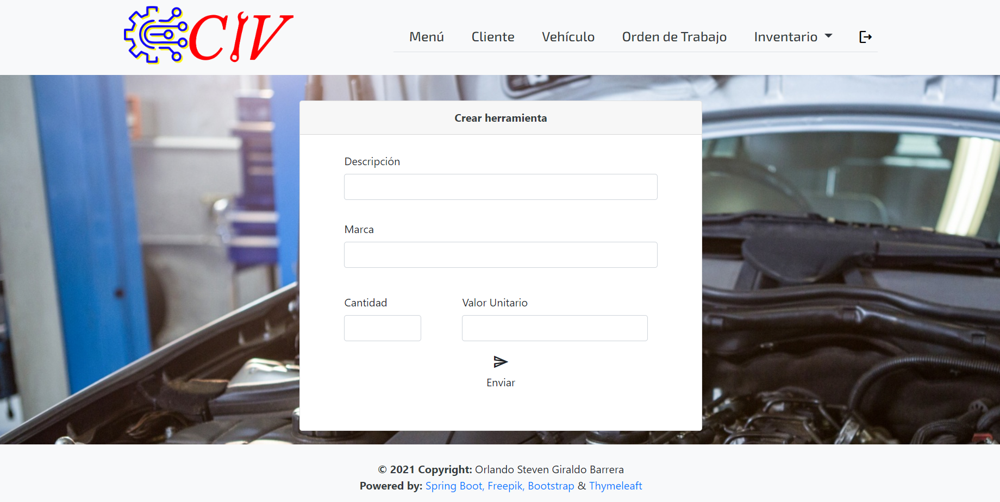 CIV
Menú Cliente Vehículo Orden de Trabajo Inventario
Crear herramienta
Descripción
Marca
Cantidad Valor Unitario
Enviar
© 2021 Copyright: Orlando Steven Giraldo Barrera
Powered by: Spring Boot, Freepik, Bootstrap & Thymeleaft